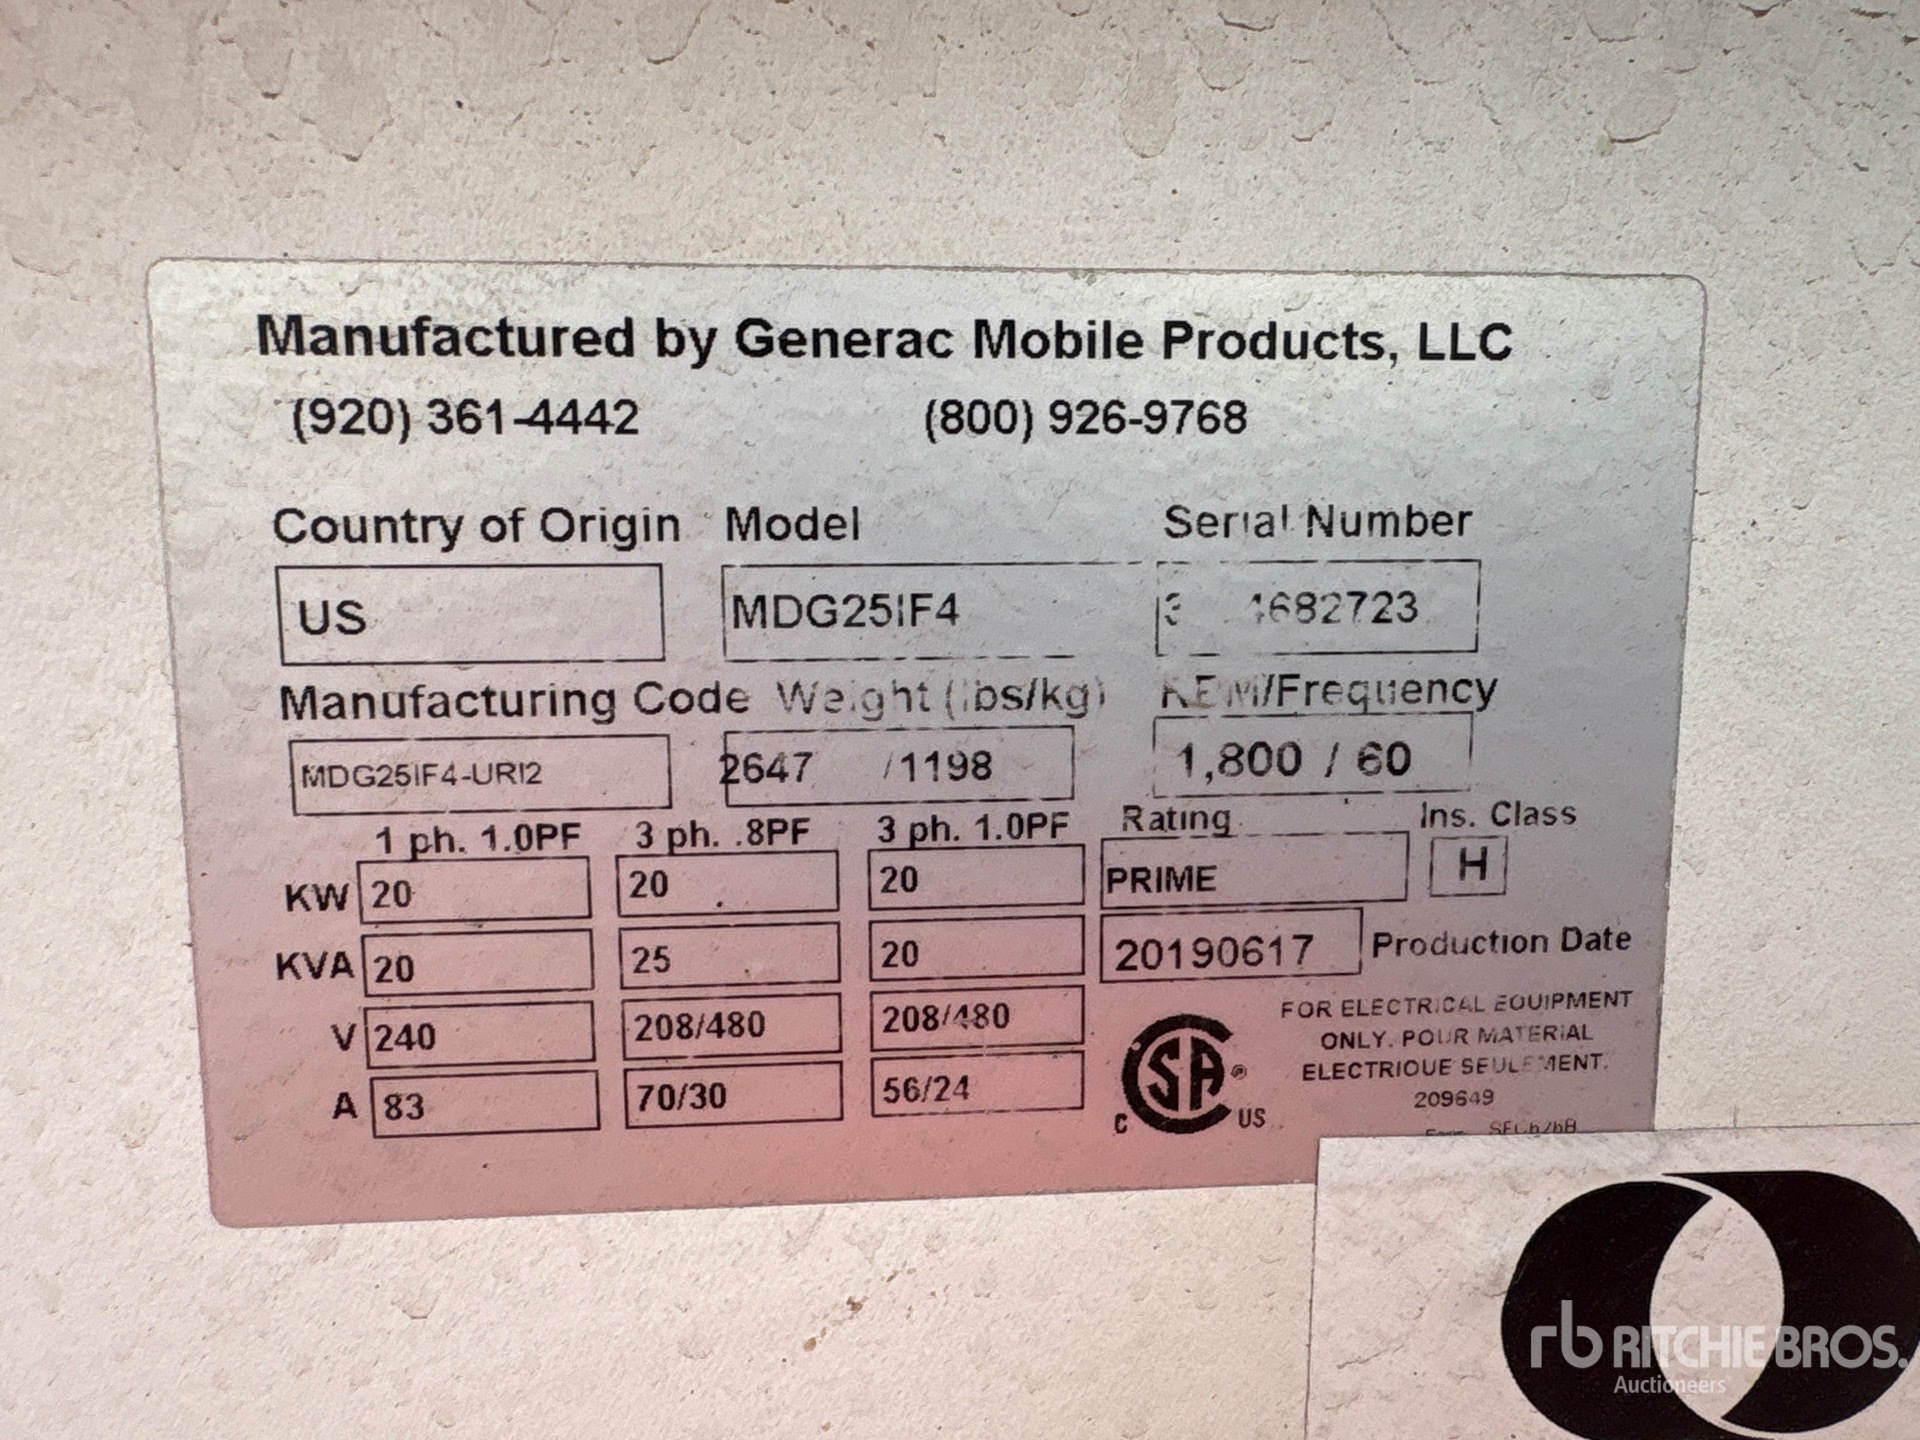 Manufactured by Generac Mobile Products, LLC
(920) 361-4442 (800) 926-9768
Country of Origin Model Serial Number
US MDG25IF4
Manufacturing Code Weight (lbs/kg) RPM/Frequency
MDG25IF4-URI2 2647 /1198 1,800 / 60
1 ph. 1.0PF 3 ph. .8PF 3 ph. 1.0PF Rating Ins. Class
KW 20 20 20 PRIME H
KVA 20 25 20 20190617 Production Date
V 240 208/480 208/480
A 83 70/30 56/24
CSA® C US
FOR ELECTRICAL EQUIPMENT
ONLY. POUR MATERIAL
ELECTRIQUE SEULEMENT.
209649
rb RITCHIE BROS.
Auctioneers